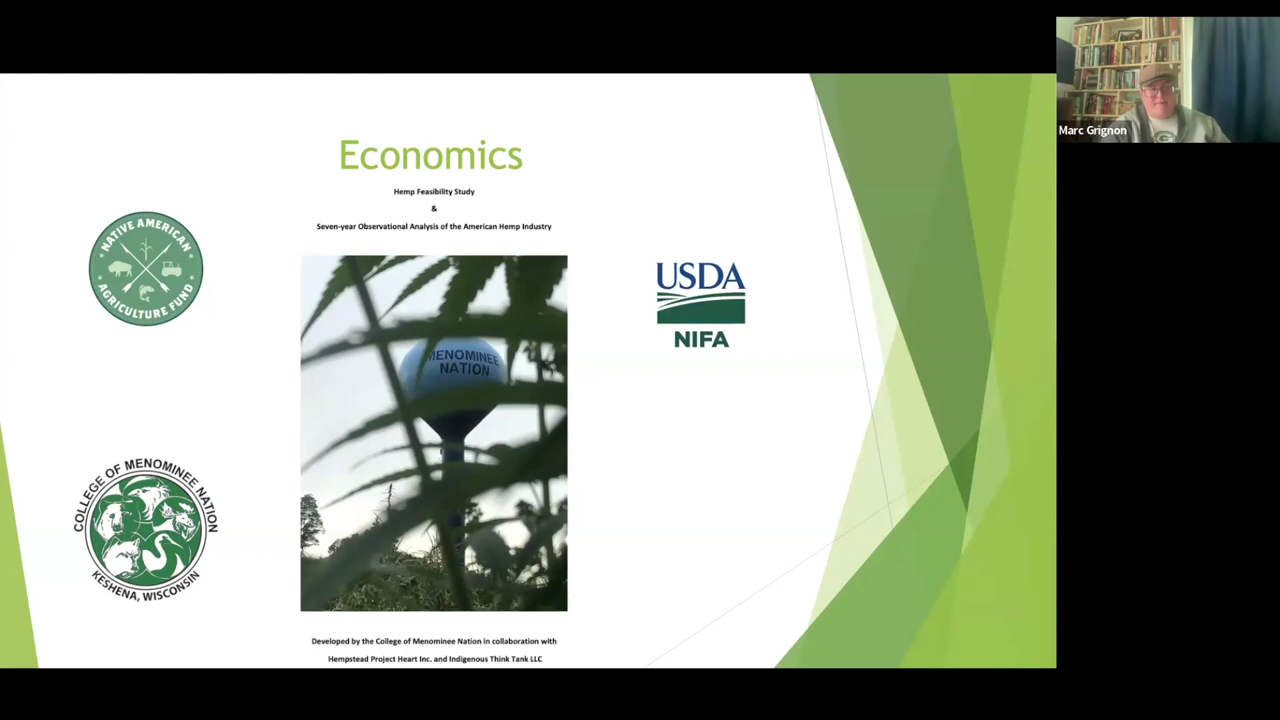 Economics
Hemp Feasibility Study
&
Seven-year Observational Analysis of the American Hemp Industry
NATIVE AMERICAN
AGRICULTURE FUND
MENOMINEE
NATION
USDA
NIFA
COLLEGE OF MENOMINEE NATION
KESHENA, WISCONSIN
Developed by the College of Menominee Nation in collaboration with
Hempstead Project Heart Inc. and Indigenous Think Tank LLC
Marc Grignon
G